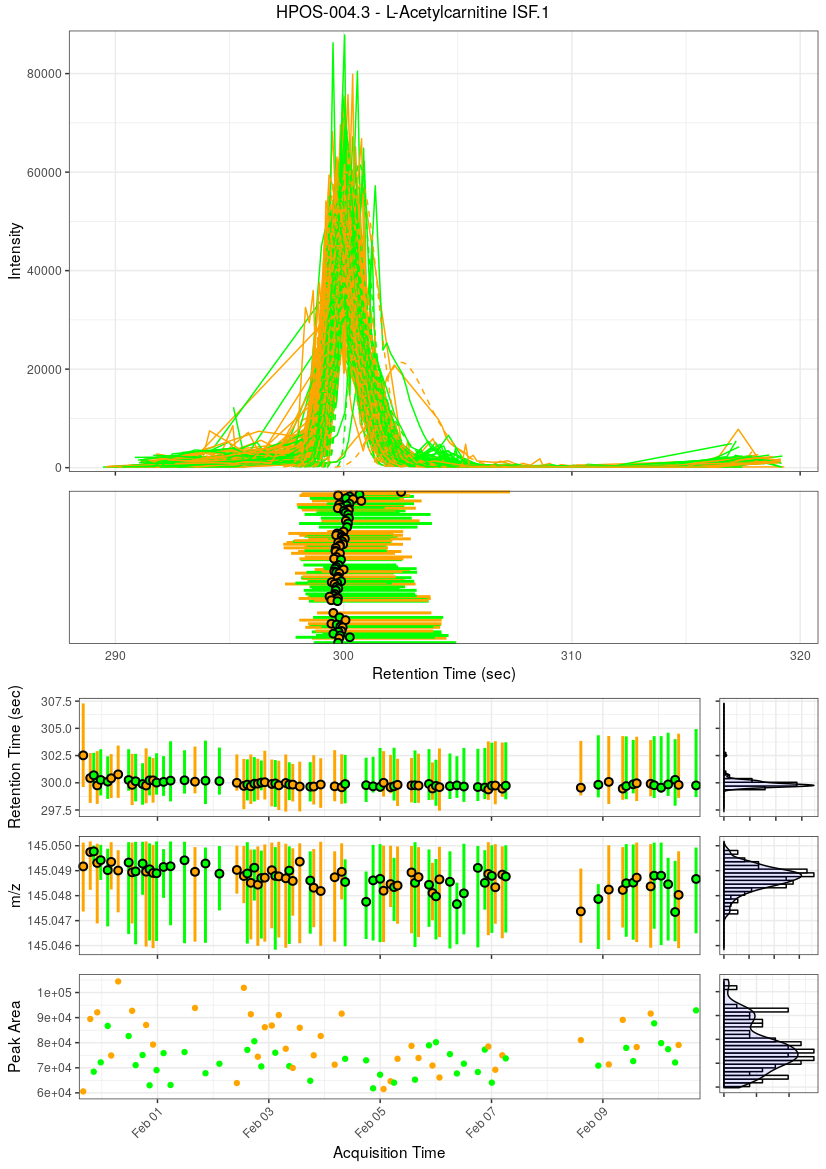 HPOS-004.3 - L-Acetylcarnitine ISF.1
Intensity
80000
60000
40000
20000
0
290
300
310
320
Retention Time (sec)
Retention Time (sec)
307.5
305.0
302.5
300.0
297.5
m/z
145.050
145.049
145.048
145.047
145.046
Peak Area
1e+05
9e+04
8e+04
7e+04
6e+04
Feb 01
Feb 03
Feb 05
Feb 07
Feb 09
Acquisition Time